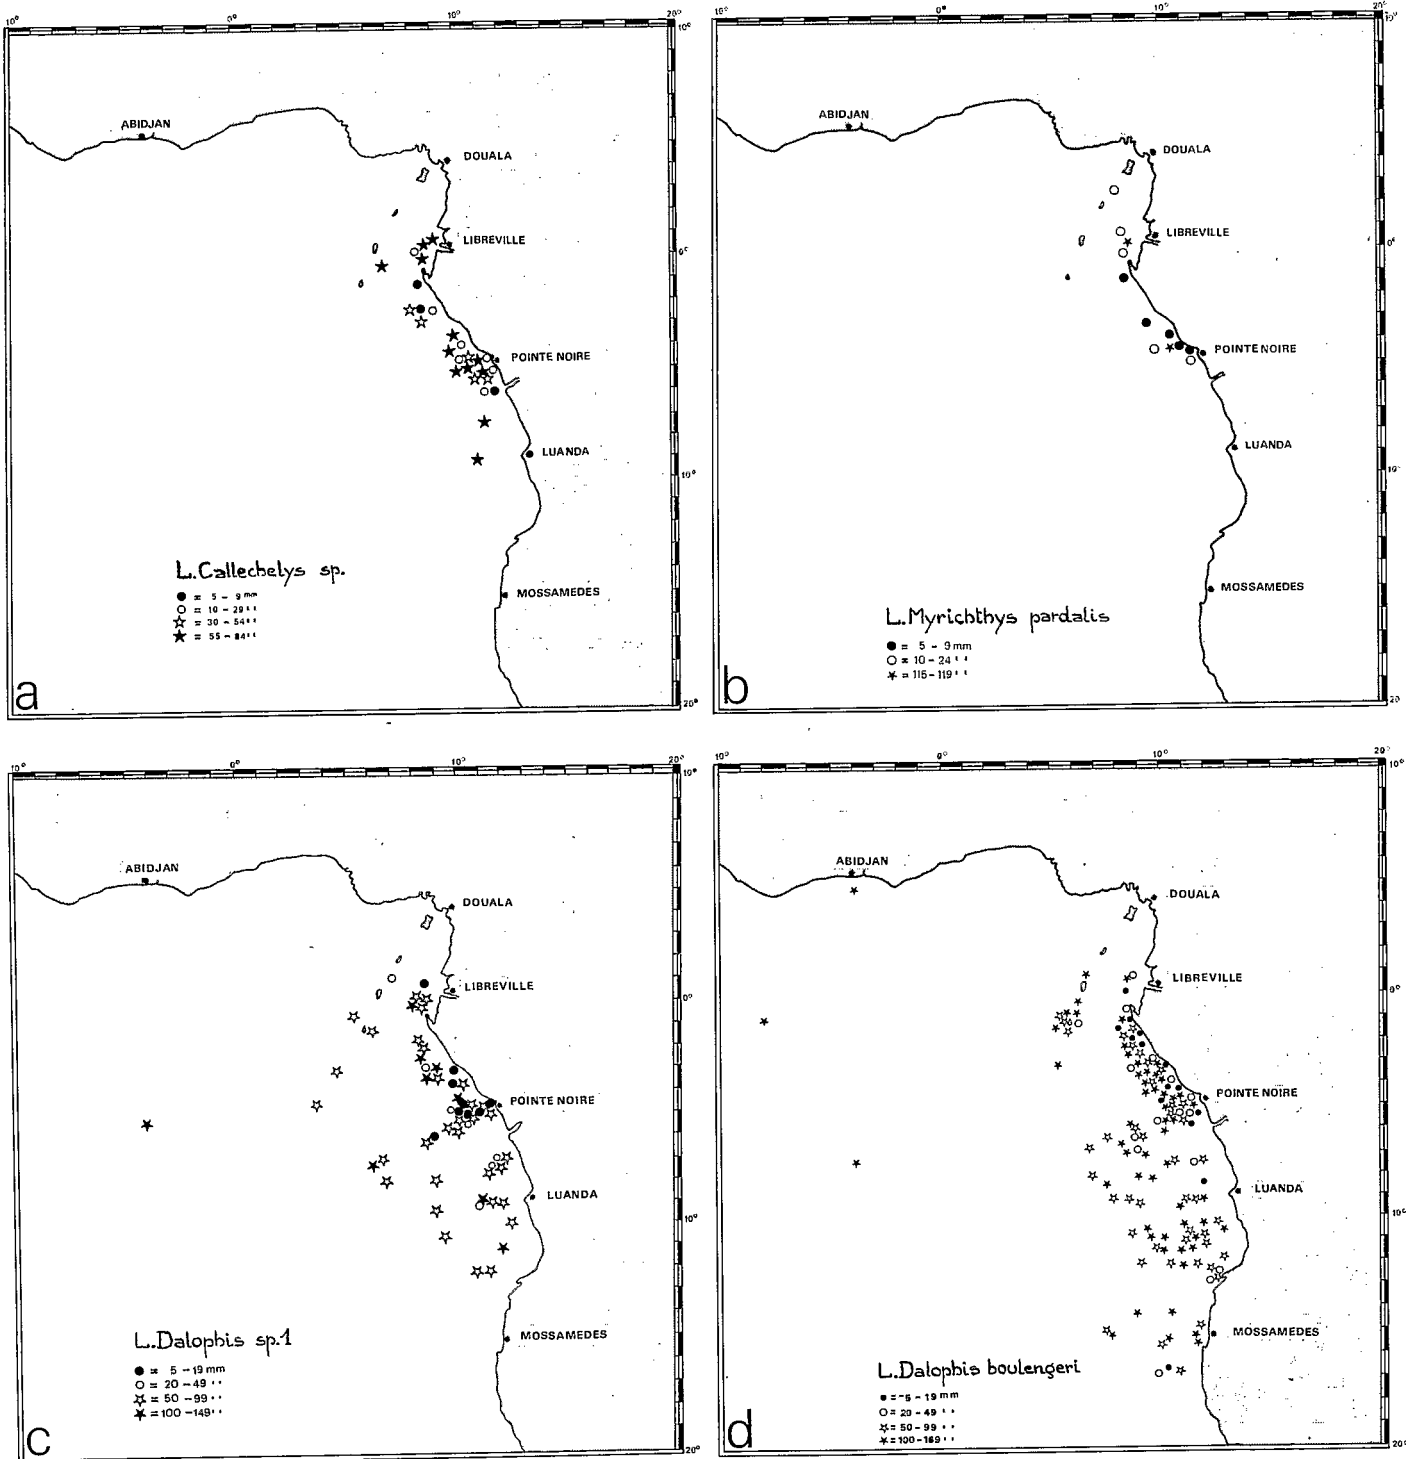 10° 0° 10° 20°
10°
ABIDJAN
DOUALA
LIBREVILLE
0°
POINTE NOIRE
LUANDA
10°
L.Callechelys sp.
● = 5 – 9 mm
○ = 10 – 29 ''
☆ = 30 – 54 ''
★ = 55 – 84 ''
MOSSAMEDES
20°
a
10° 0° 10° 20°
10°
ABIDJAN
DOUALA
LIBREVILLE
0°
POINTE NOIRE
LUANDA
10°
MOSSAMEDES
L.Myrichthys pardalis
● = 5 – 9 mm
○ = 10 – 24 ''
★ = 115 – 119 ''
20
b
10° 0° 10° 20°
10°
ABIDJAN
DOUALA
LIBREVILLE
0°
POINTE NOIRE
LUANDA
10°
MOSSAMEDES
L.Dalophis sp.1
● = 5 – 19 mm
○ = 20 – 49 ''
☆ = 50 – 99 ''
★ = 100 – 149 ''
20°
c
10° 0° 10° 20°
10°
ABIDJAN
DOUALA
LIBREVILLE
0°
POINTE NOIRE
LUANDA
10°
MOSSAMEDES
L.Dalophis boulengeri
● = 5 – 19 mm
○ = 20 – 49 ''
☆ = 50 – 99 ''
★ = 100 – 169 ''
20°
d